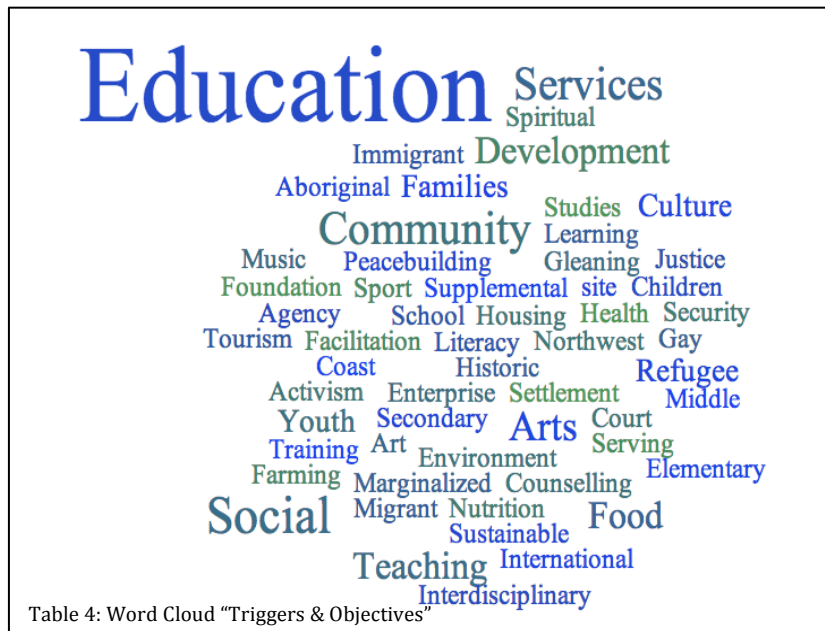 Education Services
Spiritual
Immigrant Development
Aboriginal Families
Studies Culture
Community Learning
Music Peacebuilding Gleaning Justice
Foundation Sport Supplemental site Children
Agency School Housing Health Security
Tourism Facilitation Literacy Northwest Gay
Coast Historic Refugee
Activism Enterprise Settlement Middle
Youth Secondary Arts Court
Training Art Serving
Environment Elementary
Farming Marginalized Counselling
Social Migrant Nutrition Food
Sustainable
Teaching International
Interdisciplinary
Table 4: Word Cloud “Triggers & Objectives”